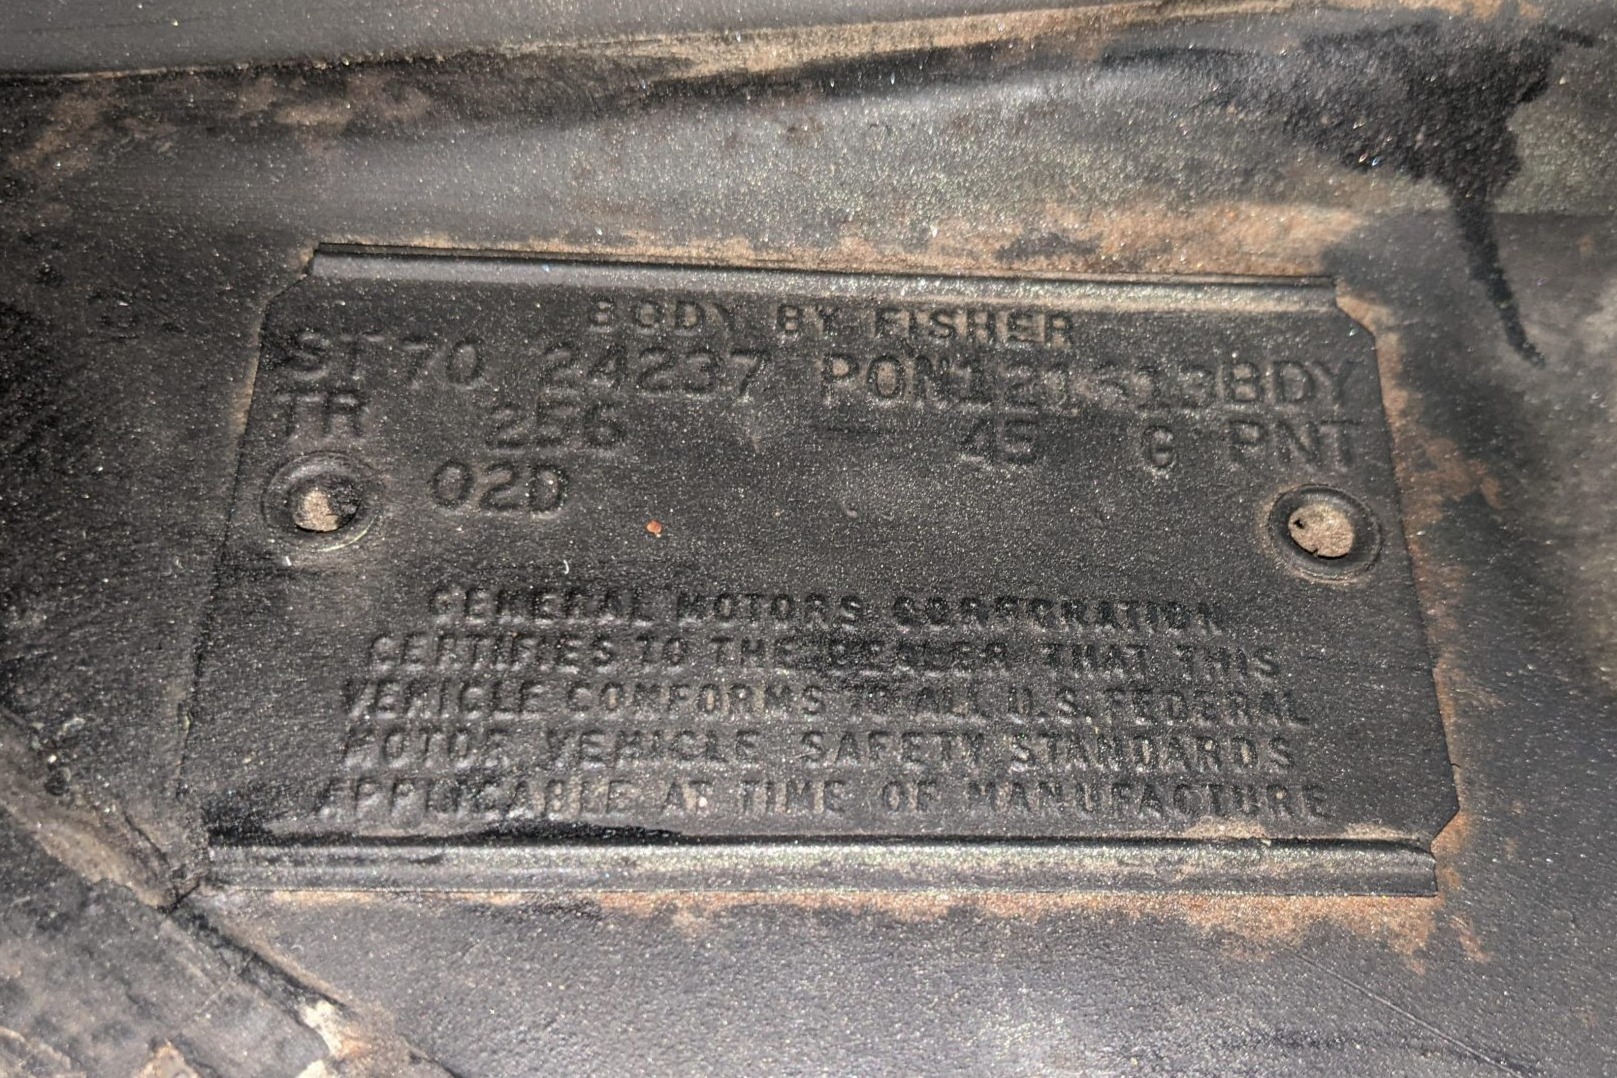 BODY BY FISHER
ST 70 24237 PON121613BDY
TR 256 45 G PNT
02D
GENERAL MOTORS CORPORATION
CERTIFIES TO THE DEALER THAT THIS
VEHICLE CONFORMS TO ALL U.S. FEDERAL
MOTOR VEHICLE SAFETY STANDARDS
APPLICABLE AT TIME OF MANUFACTURE